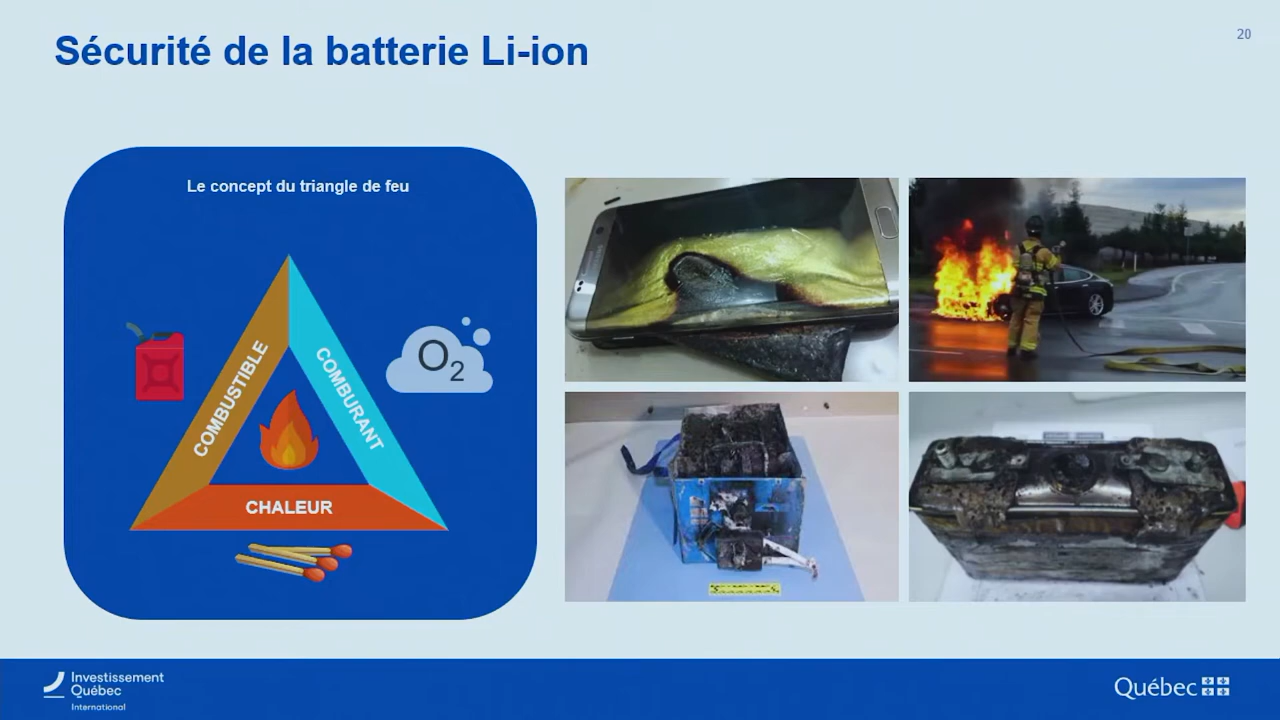 Sécurité de la batterie Li-ion
20
Le concept du triangle de feu
COMBUSTIBLE
COMBURANT
O₂
CHALEUR
Investissement
Québec
International
Québec